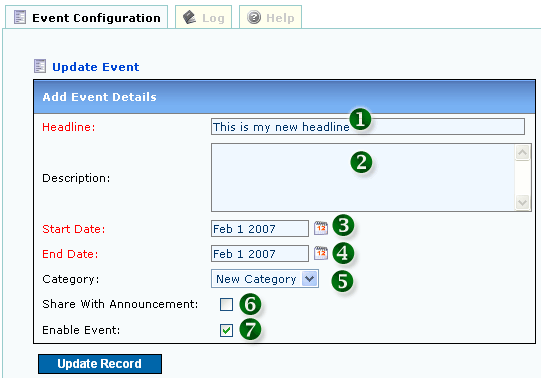 Event Configuration Log Help
Update Event
Add Event Details
Headline: This is my new headline 1
2
Description:
Start Date: Feb 1 2007 12 3
End Date: Feb 1 2007 12 4
Category: New Category 5
Share With Announcement: 6
Enable Event: 7
Update Record